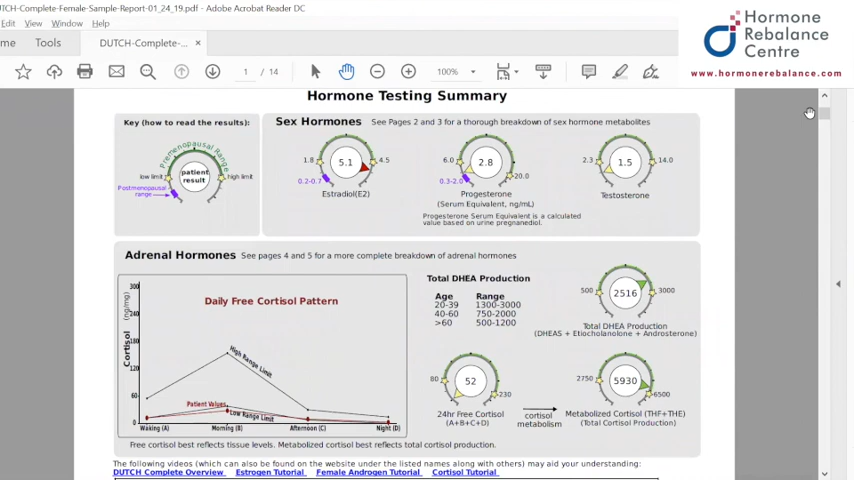 UTCH-Complete-Female-Sample-Report-01_24_19.pdf - Adobe Acrobat Reader DC
Edit View Window Help
me Tools DUTCH-Complete-... ×
1 / 14
100%
Hormone
Rebalance
Centre
www.hormonerebalance.com
Hormone Testing Summary
Key (how to read the results):
Premenopausal Range
patient
result
low limit
high limit
Postmenopausal
range
Sex Hormones See Pages 2 and 3 for a thorough breakdown of sex hormone metabolites
1.8 5.1 4.5
0.2-0.7
Estradiol(E2)
6.0 2.8 20.0
0.3-2.0
Progesterone
(Serum Equivalent, ng/mL)
Progesterone Serum Equivalent is a calculated
value based on urine pregnanediol.
2.3 1.5 14.0
Testosterone
Adrenal Hormones See pages 4 and 5 for a more complete breakdown of adrenal hormones
Daily Free Cortisol Pattern
Cortisol (ng/mg)
300
240
180
120
60
0
High Range Limit
Patient Values
Low Range Limit
Waking (A) Morning (B) Afternoon (C) Night (D)
Total DHEA Production
Age Range
20-39 1300-3000
40-60 750-2000
>60 500-1200
500 2516 3000
Total DHEA Production
(DHEAS + Etiocholanolone + Androsterone)
80 52 230
24hr Free Cortisol
(A+B+C+D)
cortisol
metabolism
2750 5930 6500
Metabolized Cortisol (THF+THE)
(Total Cortisol Production)
Free cortisol best reflects tissue levels. Metabolized cortisol best reflects total cortisol production.
The following videos (which can also be found on the website under the listed names along with others) may aid your understanding:
DUTCH Complete Overview Estrogen Tutorial Female Androgen Tutorial Cortisol Tutorial